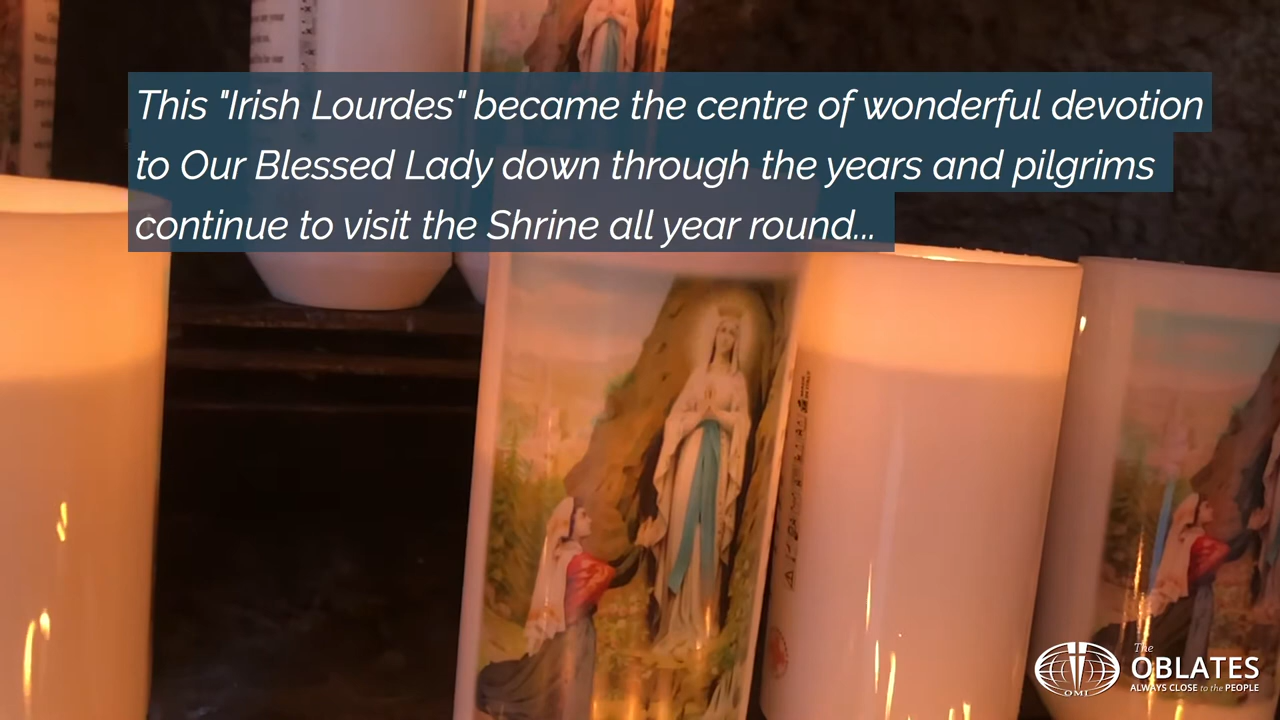 This "Irish Lourdes" became the centre of wonderful devotion
to Our Blessed Lady down through the years and pilgrims
continue to visit the Shrine all year round...
The
OBLATES
ALWAYS CLOSE to the PEOPLE
OMI